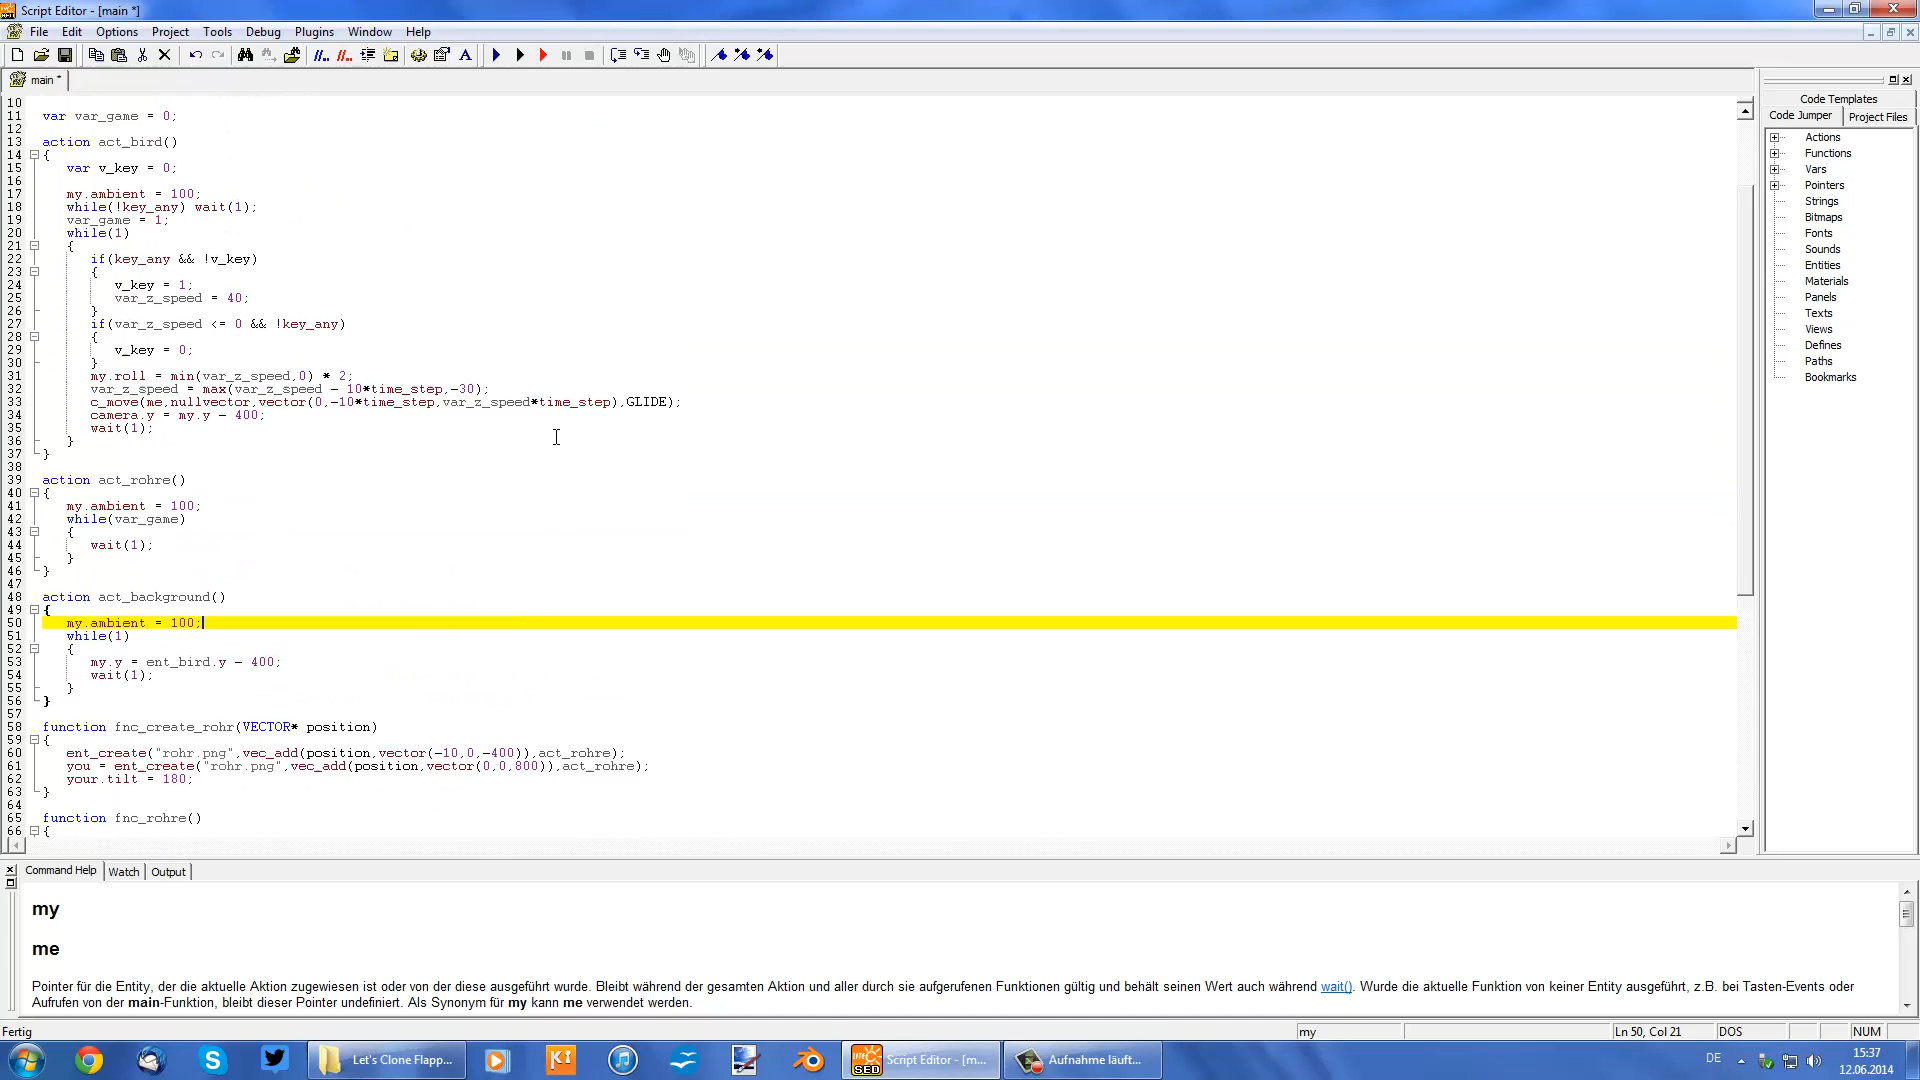 Script Editor - [main *]
File Edit Options Project Tools Debug Plugins Window Help
main *
Code Templates
Code Jumper Project Files
Actions
Functions
Vars
Pointers
Strings
Bitmaps
Fonts
Sounds
Entities
Materials
Panels
Texts
Views
Defines
Paths
Bookmarks
10
11 var var_game = 0;
12
13 action act_bird()
14 {
15 var v_key = 0;
16
17 my.ambient = 100;
18 while(!key_any) wait(1);
19 var_game = 1;
20 while(1)
21 {
22 if(key_any && !v_key)
23 {
24 v_key = 1;
25 var_z_speed = 40;
26 }
27 if(var_z_speed <= 0 && !key_any)
28 {
29 v_key = 0;
30 }
31 my.roll = min(var_z_speed,0) * 2;
32 var_z_speed = max(var_z_speed - 10*time_step,-30);
33 c_move(me,nullvector,vector(0,-10*time_step,var_z_speed*time_step),GLIDE);
34 camera.y = my.y - 400;
35 wait(1);
36 }
37 }
38
39 action act_rohre()
40 {
41 my.ambient = 100;
42 while(var_game)
43 {
44 wait(1);
45 }
46 }
47
48 action act_background()
49 {
50 my.ambient = 100;
51 while(1)
52 {
53 my.y = ent_bird.y - 400;
54 wait(1);
55 }
56 }
57
58 function fnc_create_rohr(VECTOR* position)
59 {
60 ent_create("rohr.png",vec_add(position,vector(-10,0,-400)),act_rohre);
61 you = ent_create("rohr.png",vec_add(position,vector(0,0,800)),act_rohre);
62 your.tilt = 180;
63 }
64
65 function fnc_rohre()
66 {
Command Help Watch Output
my
me
Pointer für die Entity, der die aktuelle Aktion zugewiesen ist oder von der diese ausgeführt wurde. Bleibt während der gesamten Aktion und aller durch sie aufgerufenen Funktionen gültig und behält seinen Wert auch während wait(). Wurde die aktuelle Funktion von keiner Entity ausgeführt, z.B. bei Tasten-Events oder
Aufrufen von der main-Funktion, bleibt dieser Pointer undefiniert. Als Synonym für my kann me verwendet werden.
Fertig my Ln 50, Col 21 DOS NUM
Let's Clone Flapp... Script Editor - [m... Aufnahme läuft... DE 15:37
12.06.2014